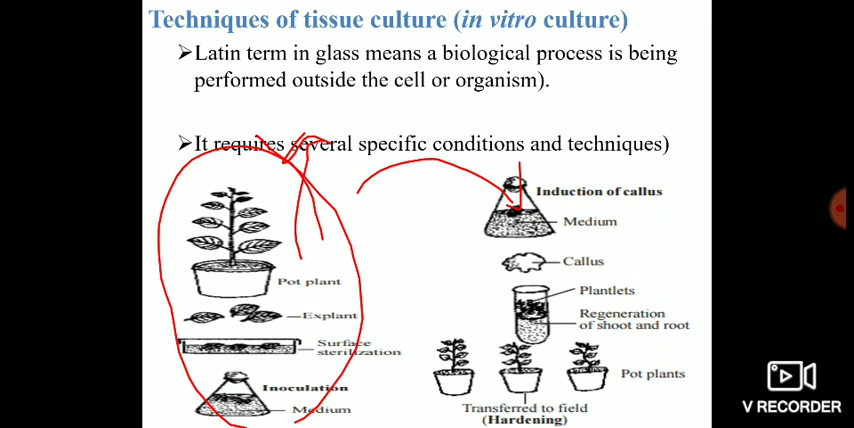 Techniques of tissue culture (in vitro culture)
➢Latin term in glass means a biological process is being
performed outside the cell or organism).
➢It requires several specific conditions and techniques)
Pot plant
Explant
Surface
sterilization
Inoculation
Medium
Induction of callus
Medium
Callus
Plantlets
Regeneration
of shoot and root
Pot plants
Transferred to field
(Hardening)
V RECORDER